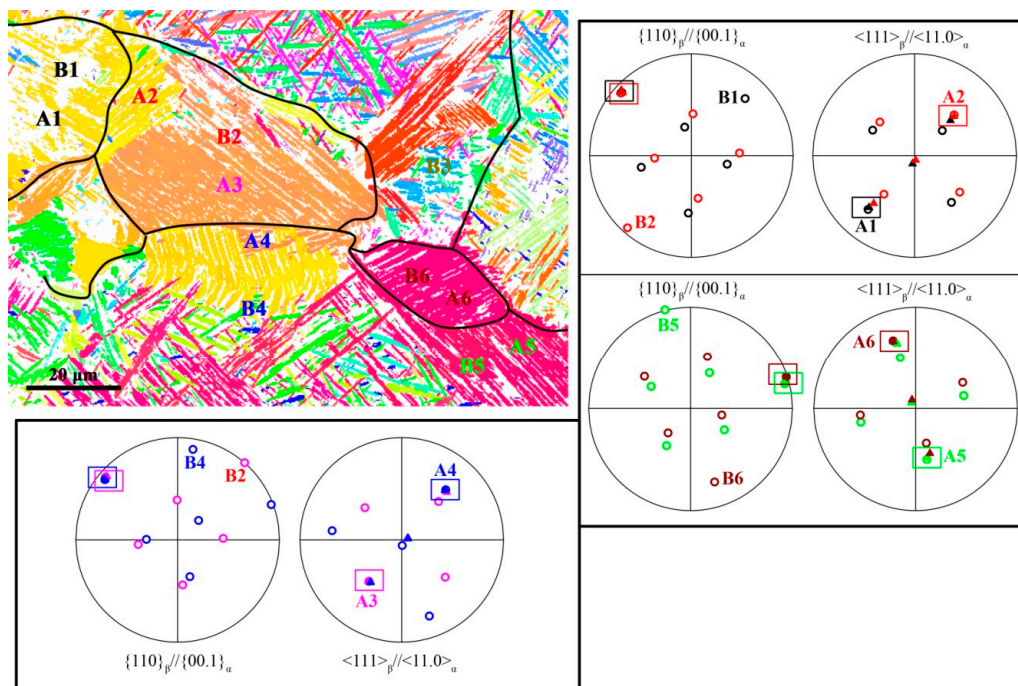 B1
A1
A2
B2
A3
B3
A4
B4
B6
A6
A5
B5
20 μm
{110}β//{00.1}α
<111>β//<11.0>α
B1
B2
A2
A1
{110}β//{00.1}α
<111>β//<11.0>α
B5
B6
A6
A5
B4
B2
A4
A3
{110}β//{00.1}α
<111>β//<11.0>α